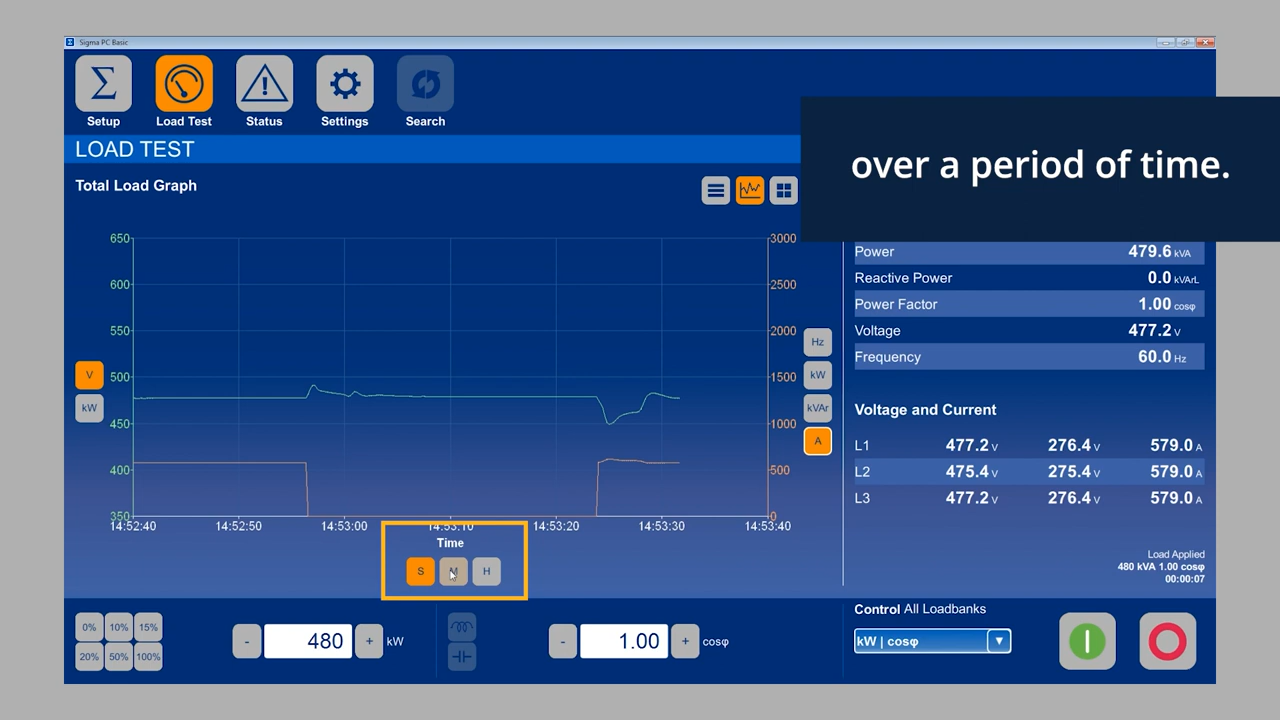 Sigma PC Basic
Σ
Setup
Load Test
Status
Settings
Search
LOAD TEST
over a period of time.
Total Load Graph
650
600
550
500
450
400
350
3000
2500
2000
1500
1000
500
0
V
kW
Hz
kW
kVAr
A
14:52:40 14:52:50 14:53:00 14:53:10 14:53:20 14:53:30 14:53:40
Time
S M H
Power 479.6 kVA
Reactive Power 0.0 kVArL
Power Factor 1.00 cosφ
Voltage 477.2 V
Frequency 60.0 Hz
Voltage and Current
L1 477.2 V 276.4 V 579.0 A
L2 475.4 V 275.4 V 579.0 A
L3 477.2 V 276.4 V 579.0 A
Load Applied
480 kVA 1.00 cosφ
00:00:07
0% 10% 15%
20% 50% 100%
- 480 + kW
- 1.00 + cosφ
Control All Loadbanks
kW | cosφ